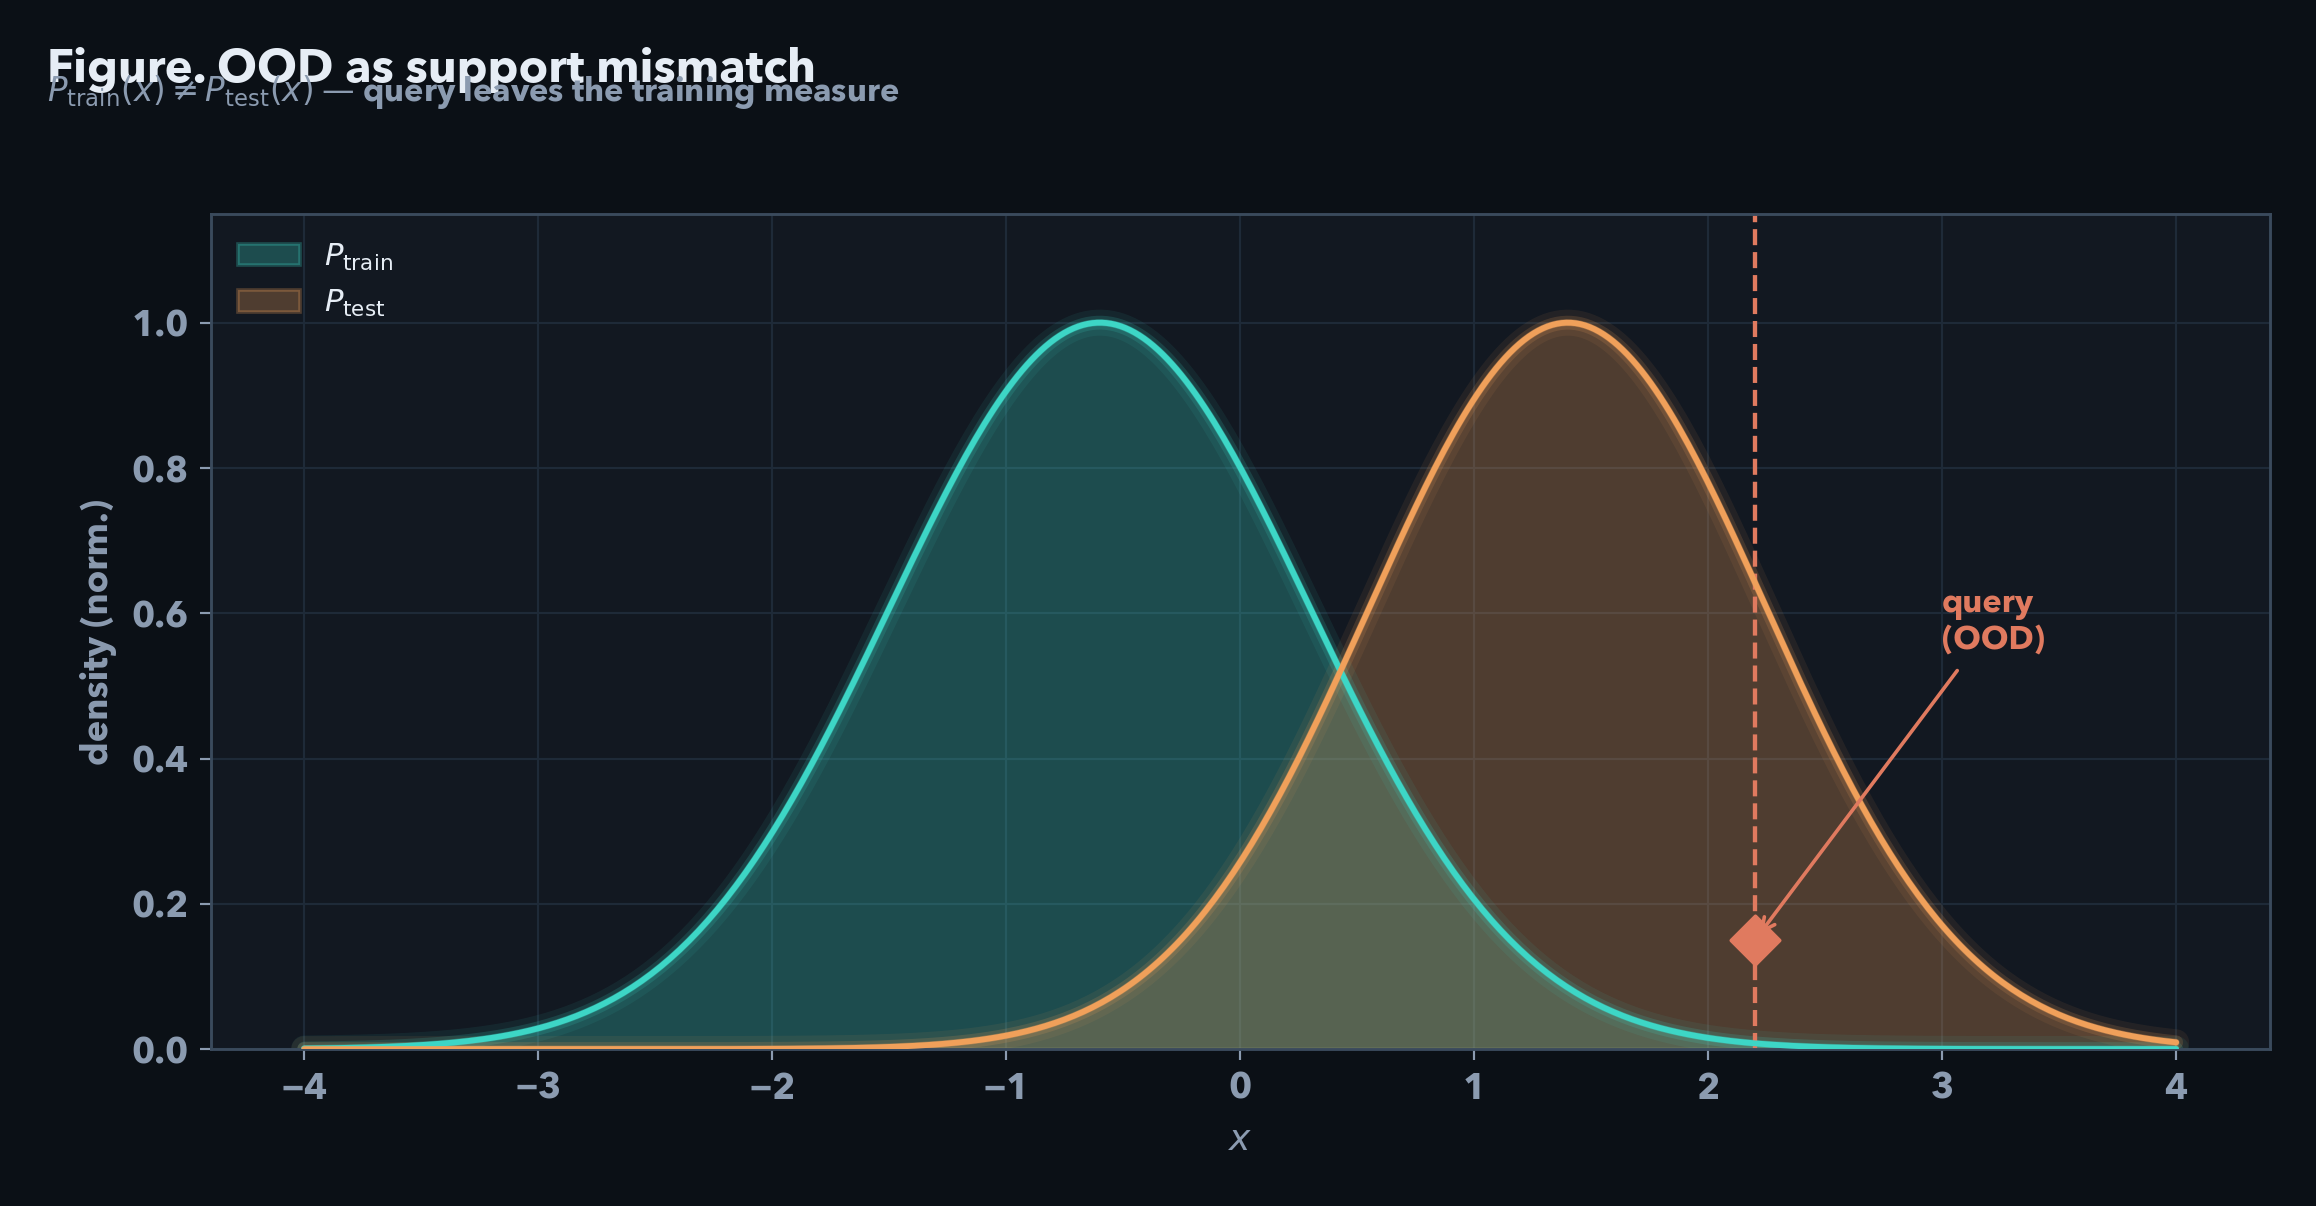 Figure. OOD as support mismatch
P_train(x) ≠ P_test(x) — query leaves the training measure
P_train
P_test
1.0
0.8
0.6
0.4
0.2
0.0
density (norm.)
query
(OOD)
−4 −3 −2 −1 0 1 2 3 4
x